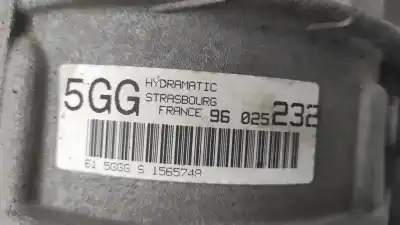 5GG HYDRAMATIC
STRASBOURG
FRANCE 96 025 232
61 5GGG S 156574A